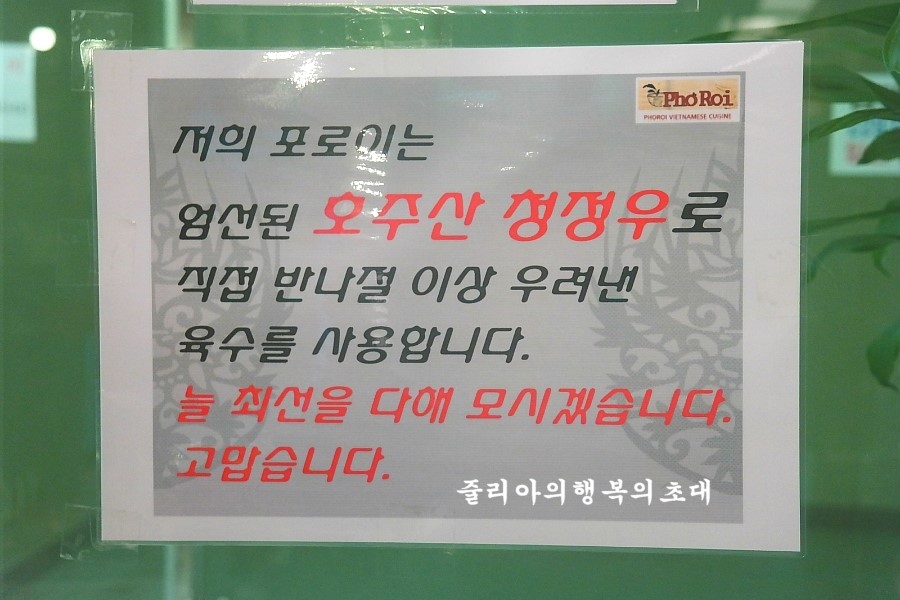 Pho Roi
PHOROI VIETNAMESE CUSINE
저희 포로이는
엄선된 호주산 청정우로
직접 반나절 이상 우려낸
육수를 사용합니다.
늘 최선을 다해 모시겠습니다.
고맙습니다.
줄리아의행복의초대